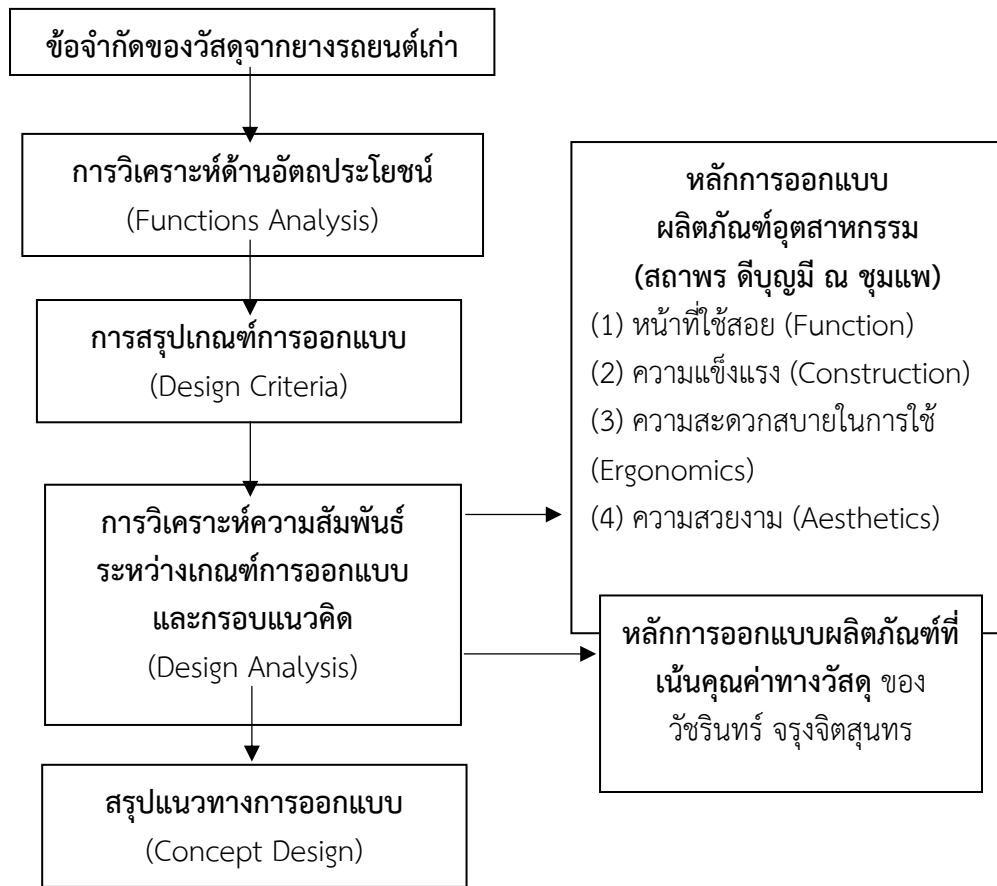 ข้อจำกัดของวัสดุจากยางรถยนต์เก่า
การวิเคราะห์ด้านอัตถประโยชน์
(Functions Analysis)
การสรุปเกณฑ์การออกแบบ
(Design Criteria)
การวิเคราะห์ความสัมพันธ์
ระหว่างเกณฑ์การออกแบบ
และกรอบแนวคิด
(Design Analysis)
สรุปแนวทางการออกแบบ
(Concept Design)
หลักการออกแบบ
ผลิตภัณฑ์อุตสาหกรรม
(สถาพร ดีบุญมี ณ ชุมแพ)
(1) หน้าที่ใช้สอย (Function)
(2) ความแข็งแรง (Construction)
(3) ความสะดวกสบายในการใช้
(Ergonomics)
(4) ความสวยงาม (Aesthetics)
หลักการออกแบบผลิตภัณฑ์ที่
เน้นคุณค่าทางวัสดุ ของ
วัชรินทร์ จรุงจิตสุนทร